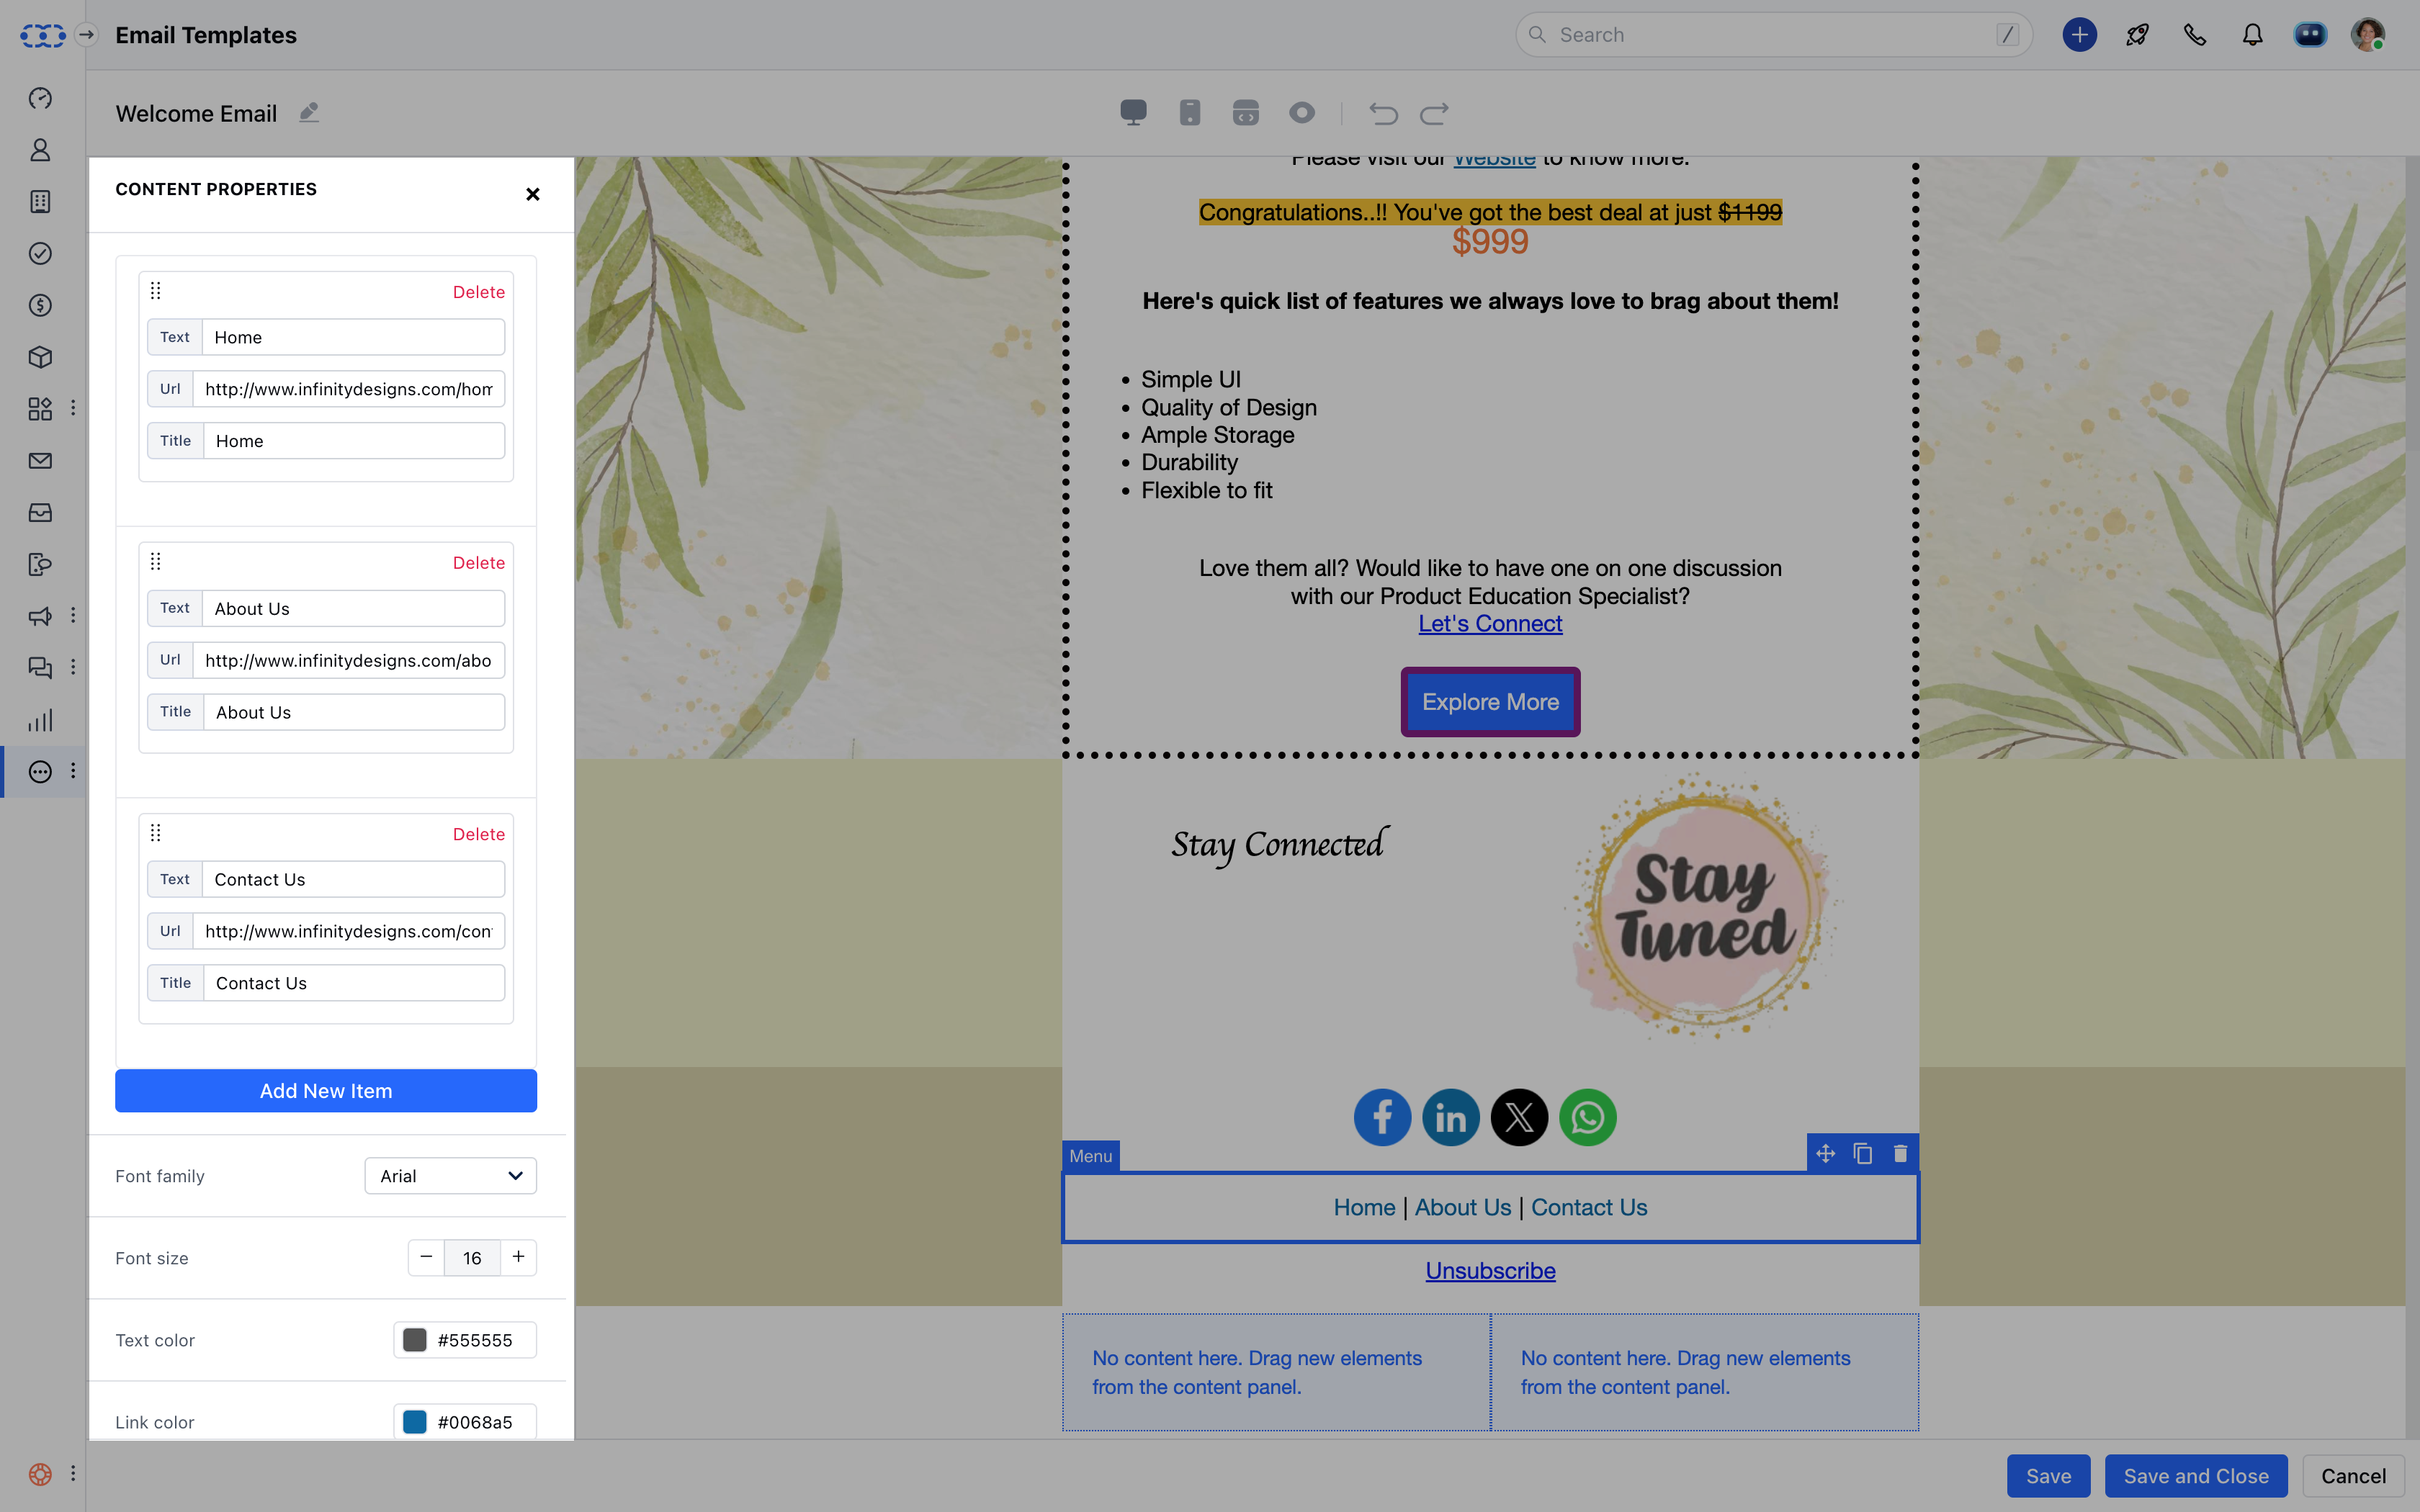 Email Templates
Search /
Welcome Email
CONTENT PROPERTIES
Delete
Text Home
Url http://www.infinitydesigns.com/hom
Title Home
Delete
Text About Us
Url http://www.infinitydesigns.com/abo
Title About Us
Delete
Text Contact Us
Url http://www.infinitydesigns.com/con
Title Contact Us
Add New Item
Font family Arial
Font size − 16 +
Text color #555555
Link color #0068a5
Please visit our Website to know more.
Congratulations..!! You've got the best deal at just $1199
$999
Here's quick list of features we always love to brag about them!
• Simple UI
• Quality of Design
• Ample Storage
• Durability
• Flexible to fit
Love them all? Would like to have one on one discussion
with our Product Education Specialist?
Let's Connect
Explore More
Stay Connected
Stay
Tuned
f in X
Menu
Home | About Us | Contact Us
Unsubscribe
No content here. Drag new elements
from the content panel.
No content here. Drag new elements
from the content panel.
Save
Save and Close
Cancel